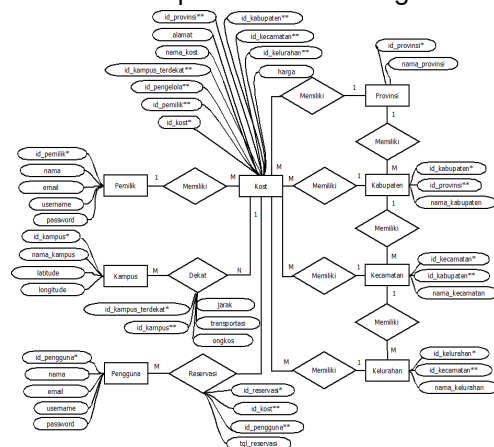 id_provinsi**
alamat
nama_kost
id_kampus_terdekat**
id_pengelola**
id_pemilik**
id_kost*
id_kabupaten**
id_kecamatan**
id_kelurahan**
harga
id_provinsi*
nama_provinsi
Memiliki
1
Provinsi
M
1
Memiliki
id_pemilik*
nama
email
username
password
Pemilik
1
Memiliki
M
Kost
M
Memiliki
1
M
Kabupaten
id_kabupaten*
id_provinsi**
nama_kabupaten
1
M
1
Memiliki
id_kampus*
nama_kampus
latitude
longitude
Kampus
M
Dekat
N
M
Memiliki
1
M
Kecamatan
id_kecamatan*
id_kabupaten**
nama_kecamatan
id_kampus_terdekat*
id_kampus**
jarak
transportasi
ongkos
1
Memiliki
id_pengguna*
nama
email
username
password
Pengguna
M
Reservasi
M
Memiliki
1
M
Kelurahan
id_kelurahan*
id_kecamatan**
nama_kelurahan
id_reservasi*
id_kost**
id_pengguna**
tgl_reservasi